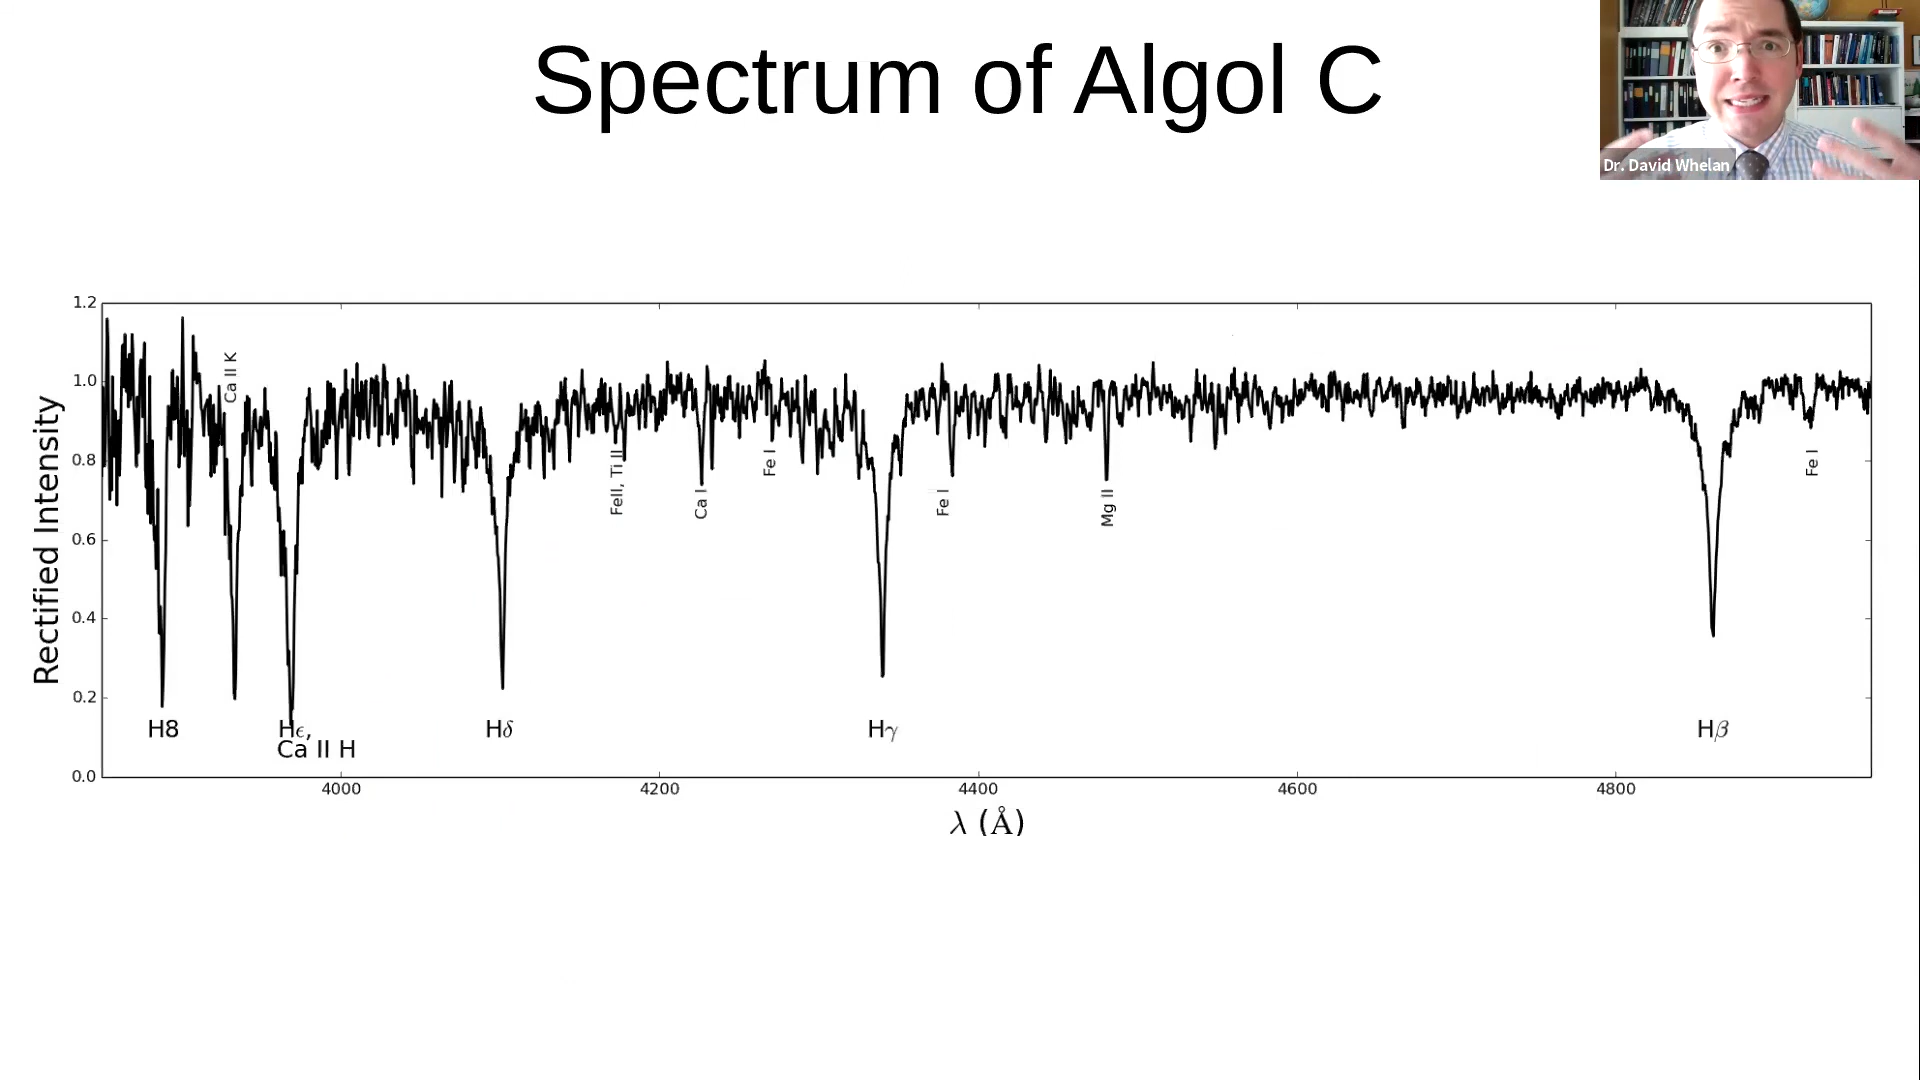 Spectrum of Algol C
Dr. David Whelan
Rectified Intensity
1.2
1.0
0.8
0.6
0.4
0.2
0.0
Ca II K
FeII, Ti II
Ca I
Fe I
Fe I
Mg II
Fe I
H8
Hϵ,
Ca II H
Hδ
Hγ
Hβ
4000
4200
4400
4600
4800
λ (Å)